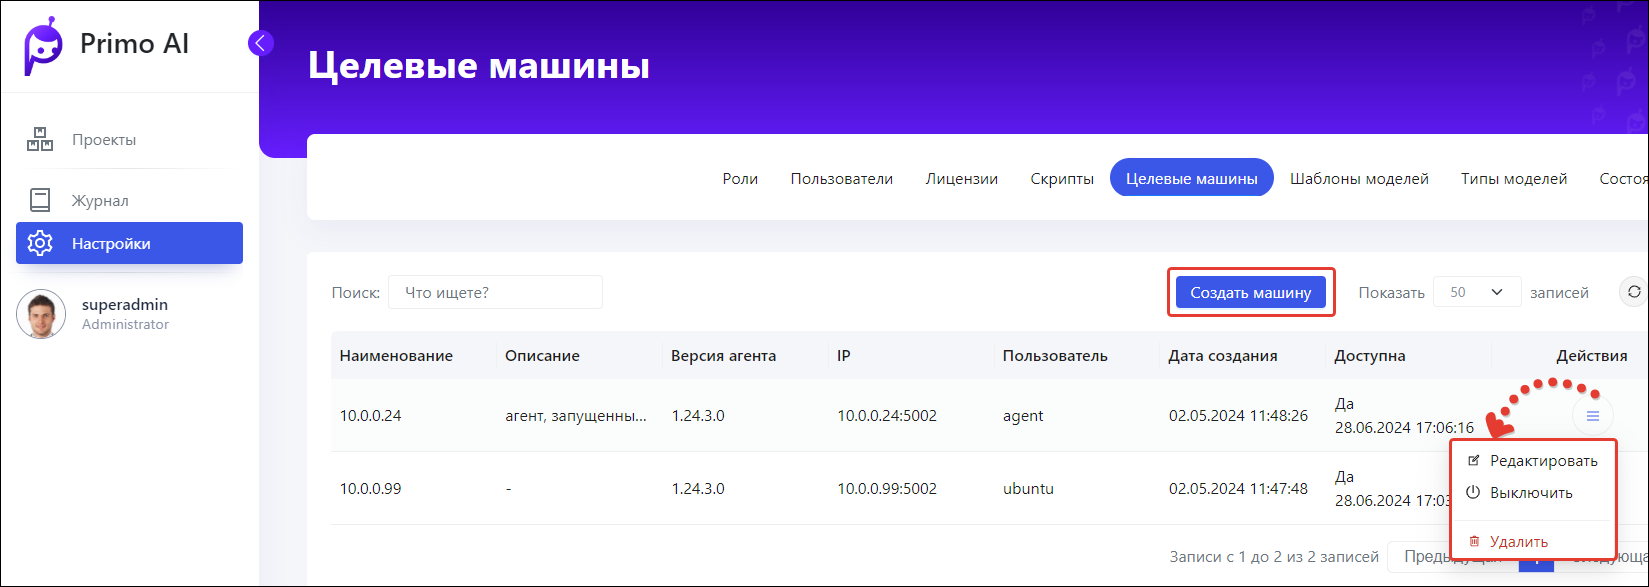 Primo AI
Целевые машины
Проекты
Журнал
Настройки
superadmin
Administrator
Роли Пользователи Лицензии Скрипты Целевые машины Шаблоны моделей Типы моделей Состоя
Поиск: Что ищете? Создать машину Показать 50 записей
Наименование Описание Версия агента IP Пользователь Дата создания Доступна Действия
10.0.0.24 агент, запущенны... 1.24.3.0 10.0.0.24:5002 agent 02.05.2024 11:48:26 Да
28.06.2024 17:06:16
10.0.0.99 - 1.24.3.0 10.0.0.99:5002 ubuntu 02.05.2024 11:47:48 Да
28.06.2024 17:03
Редактировать
Выключить
Удалить
Записи с 1 до 2 из 2 записей